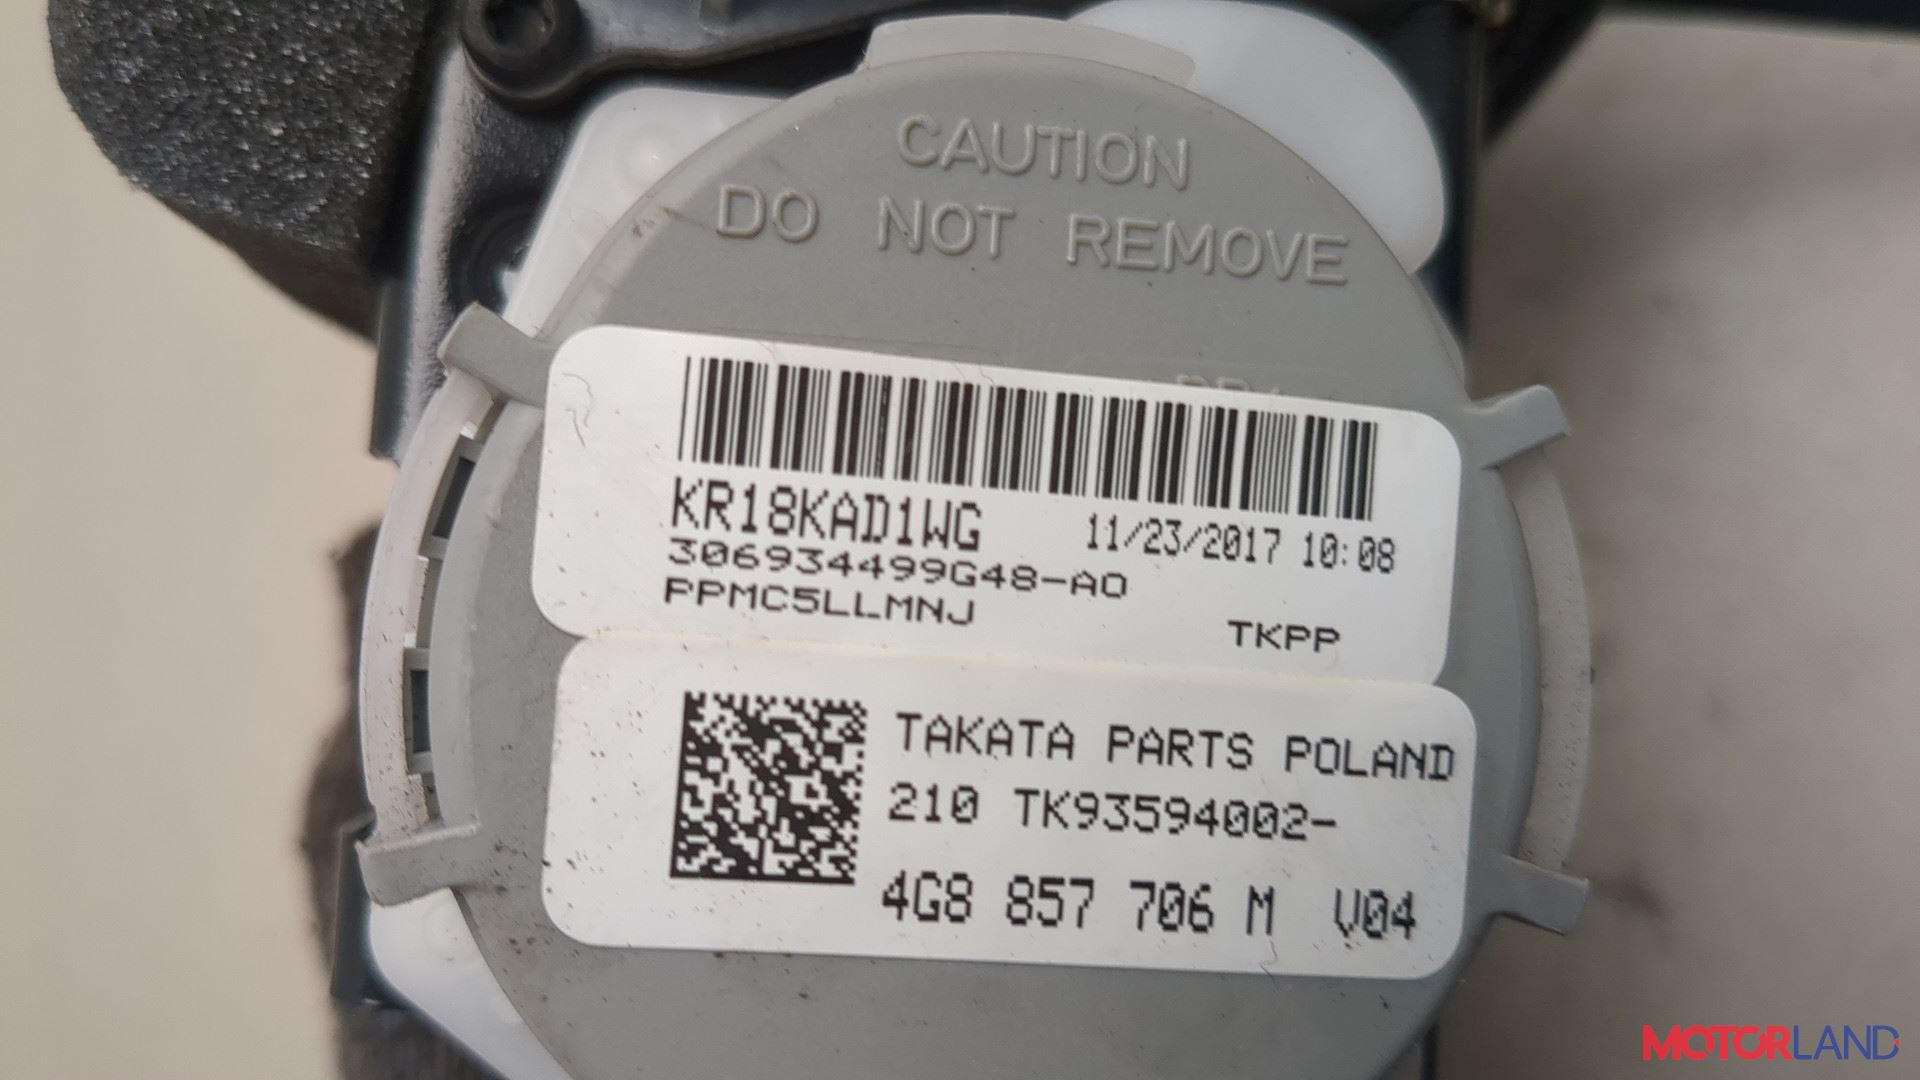 CAUTION
DO NOT REMOVE
KR18KAD1WG 11/23/2017 10:08
306934499G48-AO
PPMC5LLMNJ
TKPP
TAKATA PARTS POLAND
210 TK93594002-
4G8 857 706 M V04
MOTORLAND